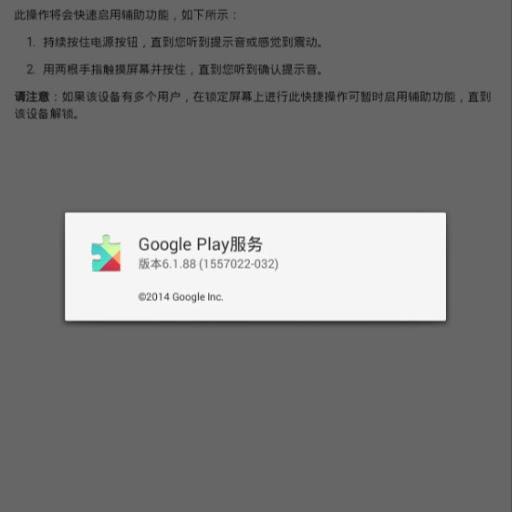 此操作将会快速启用辅助功能，如下所示：
1. 持续按住电源按钮，直到您听到提示音或感觉到震动。
2. 用两根手指触摸屏幕并按住，直到您听到确认提示音。
请注意：如果该设备有多个用户，在锁定屏幕上进行此快捷操作可暂时启用辅助功能，直到
该设备解锁。
Google Play服务
版本6.1.88 (1557022-032)
©2014 Google Inc.